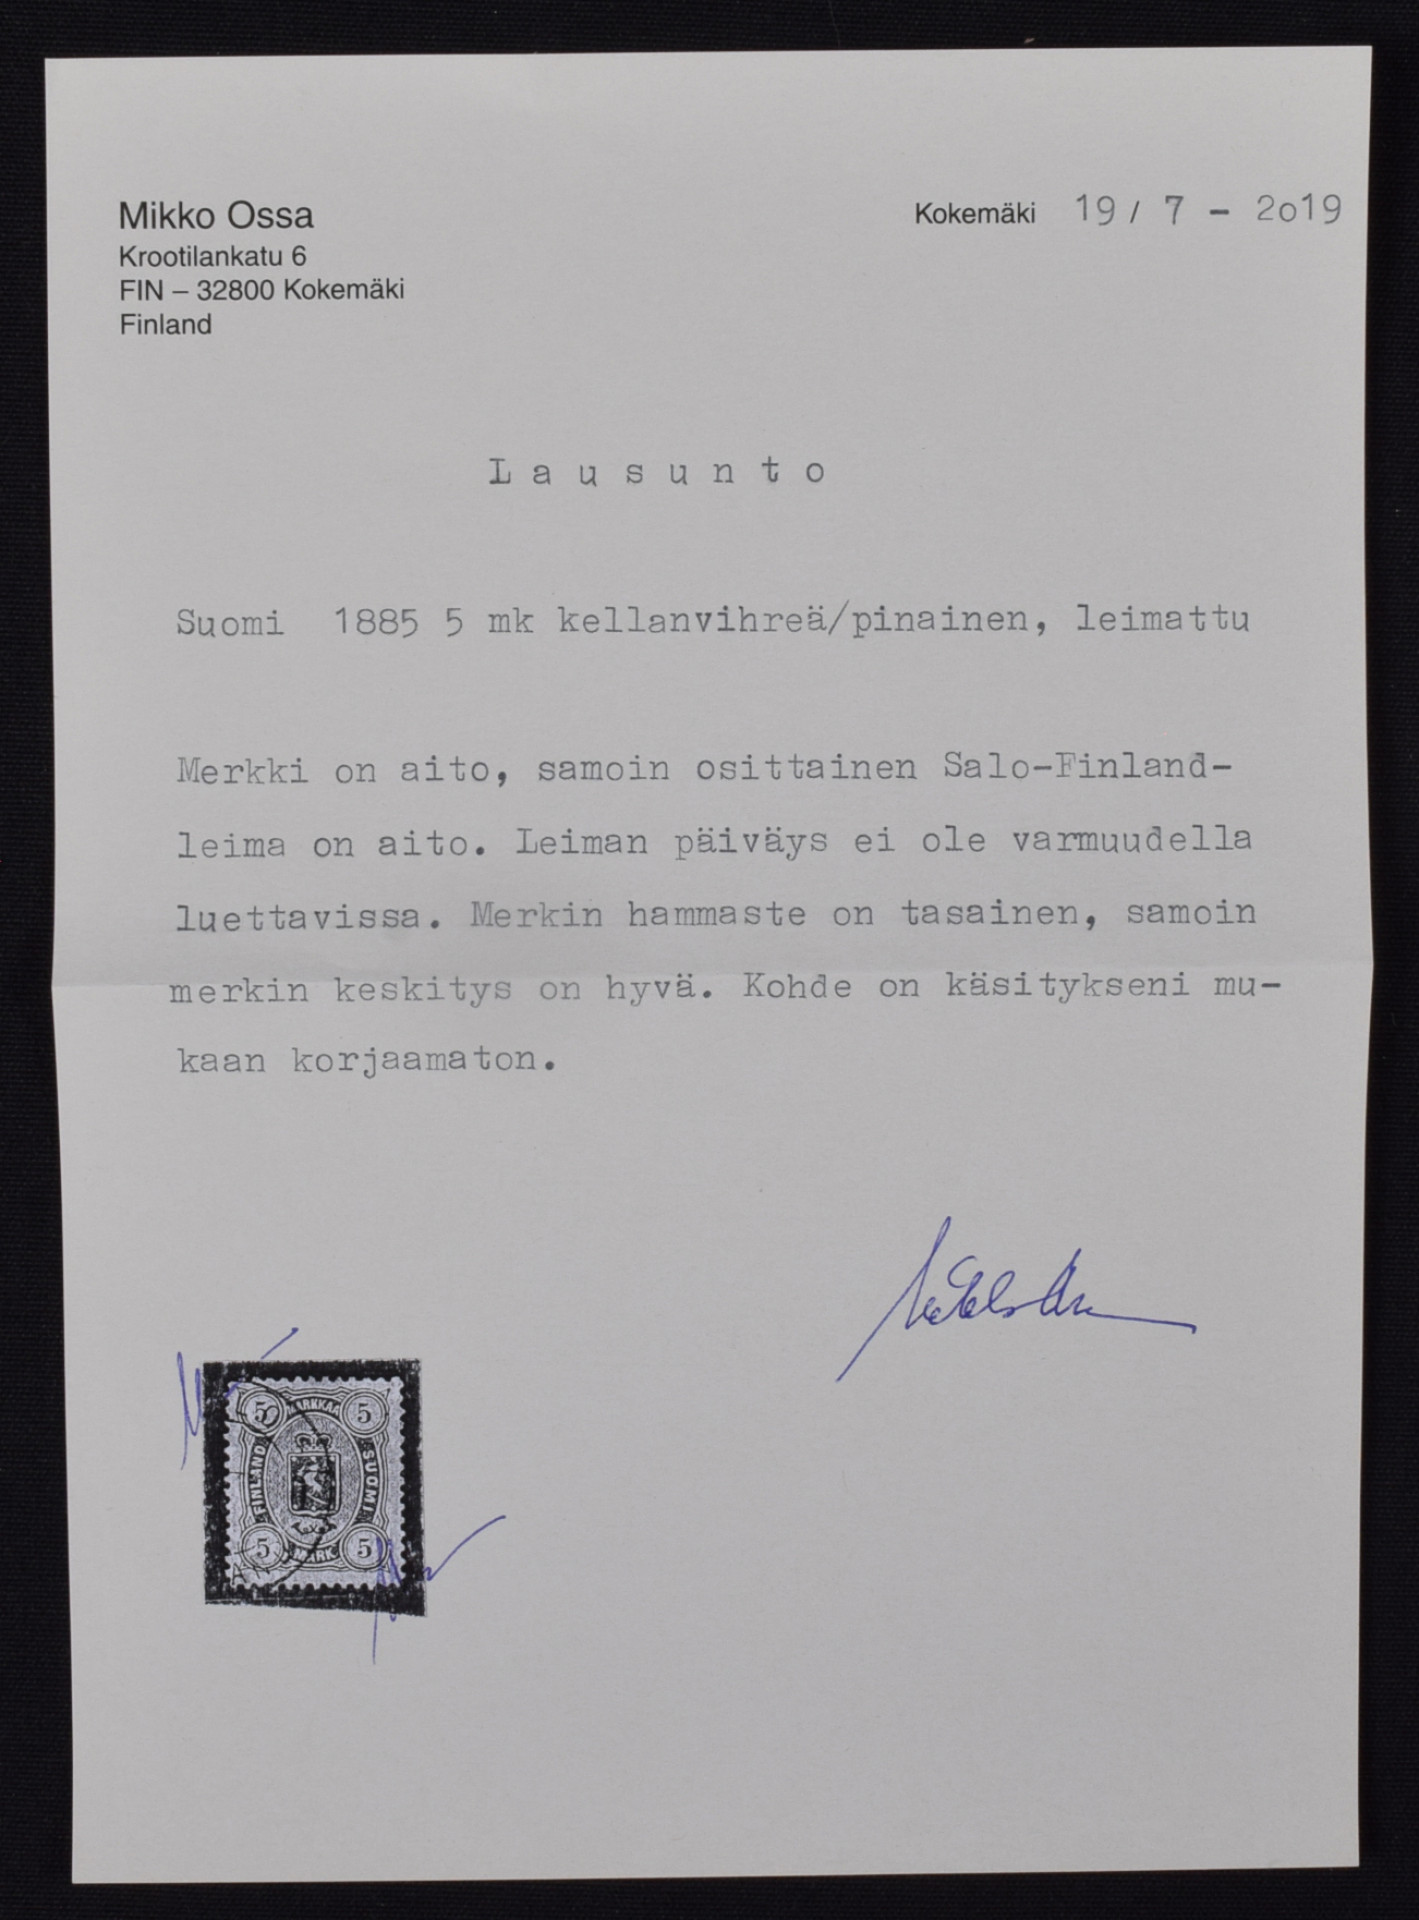 Mikko Ossa
Krootilankatu 6
FIN – 32800 Kokemäki
Finland
Kokemäki 19 / 7 - 2o19
Lausunto
Suomi 1885 5 mk kellanvihreä/pinainen, leimattu
Merkki on aito, samoin osittainen Salo-Finland-
leima on aito. Leiman päiväys ei ole varmuudella
luettavissa. Merkin hammaste on tasainen, samoin
merkin keskitys on hyvä. Kohde on käsitykseni mu-
kaan korjaamaton.
5 MARKKAA 5
FINLAND SUOMI
5 MARK 5